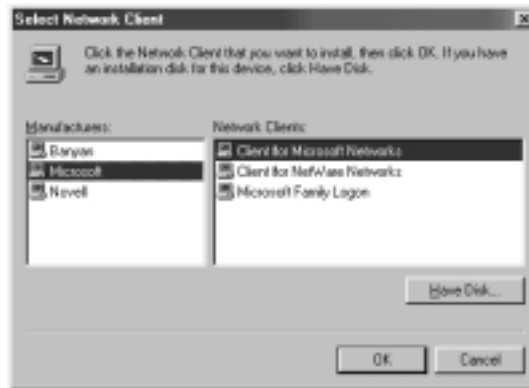 Select Network Client
Click the Network Client that you want to install, then click OK. If you have
an installation disk for this device, click Have Disk.
Manufacturers:
Banyan
Microsoft
Novell
Network Clients:
Client for Microsoft Networks
Client for NetWare Networks
Microsoft Family Logon
Have Disk...
OK
Cancel